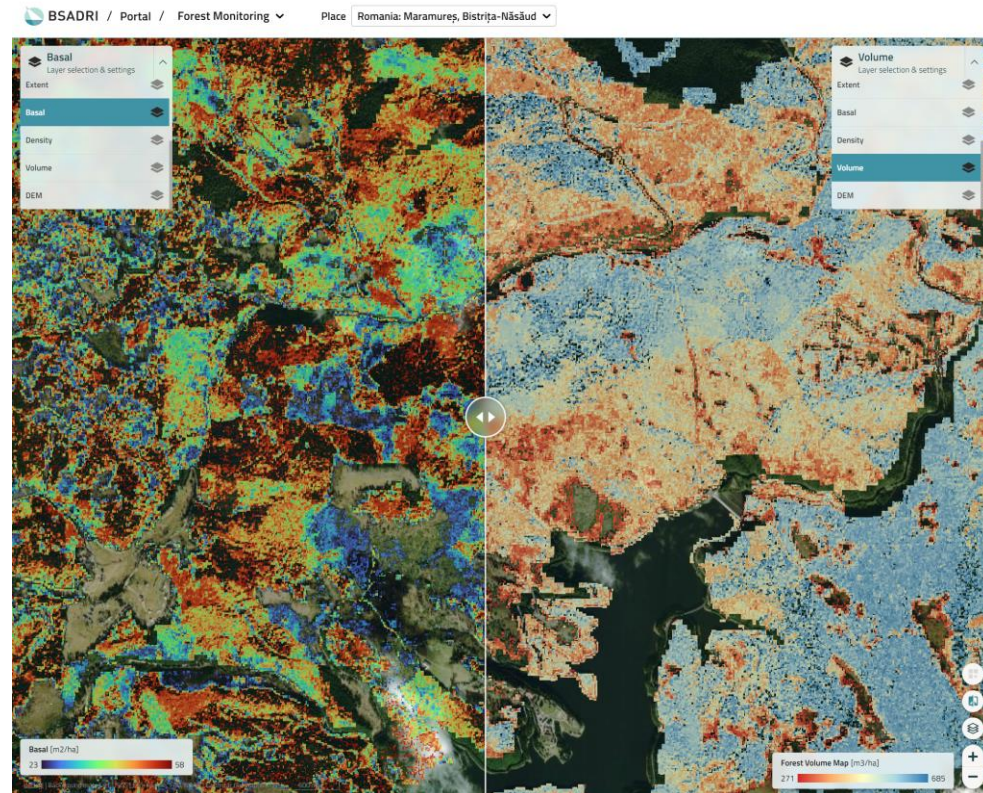 BSADRI / Portal / Forest Monitoring Place Romania: Maramureș, Bistrița-Năsăud
Basal
Layer selection & settings
Extent
Basal
Density
Volume
DEM
Volume
Layer selection & settings
Extent
Basal
Density
Volume
DEM
Basal [m2/ha]
23 58
Forest Volume Map [m3/ha]
271 685